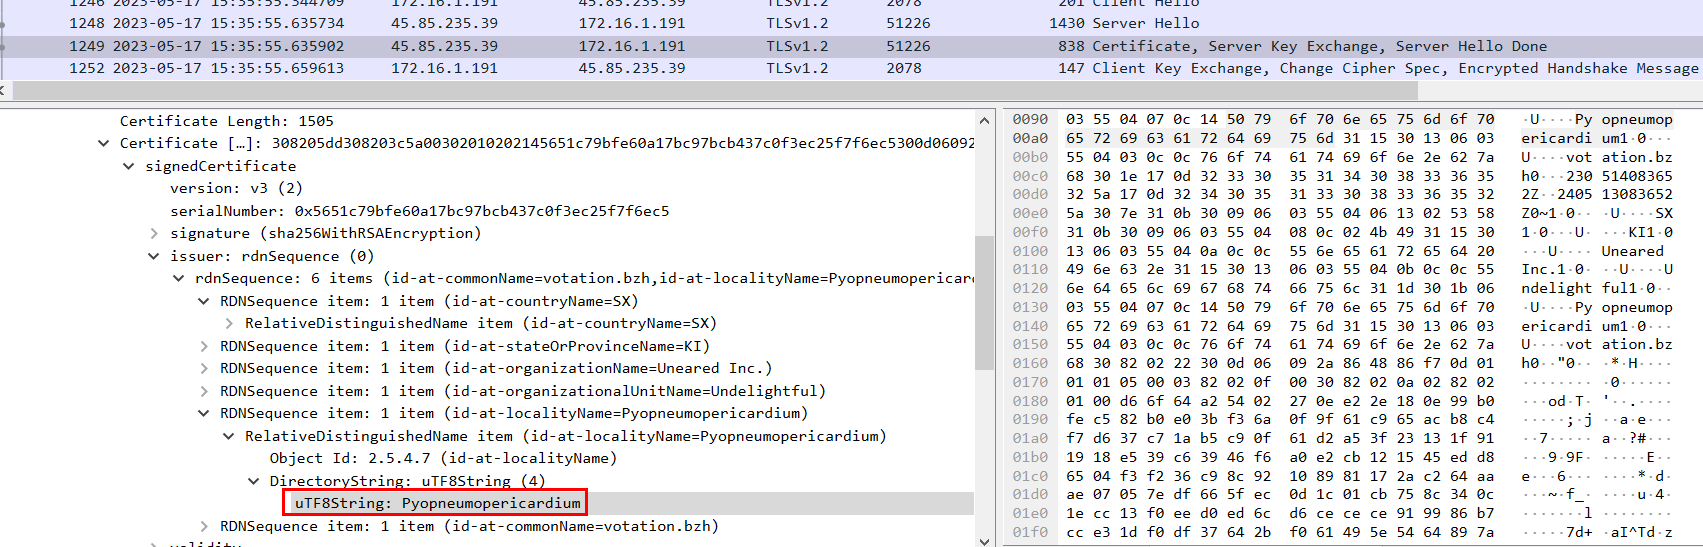 1246 2023-05-17 15:35:55.344709 172.16.1.191 45.85.235.39 TLSv1.2 2078 201 Client Hello
1248 2023-05-17 15:35:55.635734 45.85.235.39 172.16.1.191 TLSv1.2 51226 1430 Server Hello
1249 2023-05-17 15:35:55.635902 45.85.235.39 172.16.1.191 TLSv1.2 51226 838 Certificate, Server Key Exchange, Server Hello Done
1252 2023-05-17 15:35:55.659613 172.16.1.191 45.85.235.39 TLSv1.2 2078 147 Client Key Exchange, Change Cipher Spec, Encrypted Handshake Message
Certificate Length: 1505
Certificate […]: 308205dd308203c5a00302010202145651c79bfe60a17bc97bcb437c0f3ec25f7f6ec5300d06092
signedCertificate
version: v3 (2)
serialNumber: 0x5651c79bfe60a17bc97bcb437c0f3ec25f7f6ec5
signature (sha256WithRSAEncryption)
issuer: rdnSequence (0)
rdnSequence: 6 items (id-at-commonName=votation.bzh,id-at-localityName=Pyopneumopericard
RDNSequence item: 1 item (id-at-countryName=SX)
RelativeDistinguishedName item (id-at-countryName=SX)
RDNSequence item: 1 item (id-at-stateOrProvinceName=KI)
RDNSequence item: 1 item (id-at-organizationName=Uneared Inc.)
RDNSequence item: 1 item (id-at-organizationalUnitName=Undelightful)
RDNSequence item: 1 item (id-at-localityName=Pyopneumopericardium)
RelativeDistinguishedName item (id-at-localityName=Pyopneumopericardium)
Object Id: 2.5.4.7 (id-at-localityName)
DirectoryString: uTF8String (4)
uTF8String: Pyopneumopericardium
RDNSequence item: 1 item (id-at-commonName=votation.bzh)
validity
0090 03 55 04 07 0c 14 50 79 6f 70 6e 65 75 6d 6f 70 ·U····Py opneumop
00a0 65 72 69 63 61 72 64 69 75 6d 31 15 30 13 06 03 ericardi um1·0···
00b0 55 04 03 0c 0c 76 6f 74 61 74 69 6f 6e 2e 62 7a U····vot ation.bz
00c0 68 30 1e 17 0d 32 33 30 35 31 34 30 38 33 36 35 h0···230 51408365
00d0 32 5a 17 0d 32 34 30 35 31 33 30 38 33 36 35 32 2Z··2405 13083652
00e0 5a 30 7e 31 0b 30 09 06 03 55 04 06 13 02 53 58 Z0~1·0·· ·U····SX
00f0 31 0b 30 09 06 03 55 04 08 0c 02 4b 49 31 15 30 1·0···U· ···KI1·0
0100 13 06 03 55 04 0a 0c 0c 55 6e 65 61 72 65 64 20 ···U···· Uneared
0110 49 6e 63 2e 31 15 30 13 06 03 55 04 0b 0c 0c 55 Inc.1·0· ··U····U
0120 6e 64 65 6c 69 67 68 74 66 75 6c 31 1d 30 1b 06 ndelight ful1·0··
0130 03 55 04 07 0c 14 50 79 6f 70 6e 65 75 6d 6f 70 ·U····Py opneumop
0140 65 72 69 63 61 72 64 69 75 6d 31 15 30 13 06 03 ericardi um1·0···
0150 55 04 03 0c 0c 76 6f 74 61 74 69 6f 6e 2e 62 7a U····vot ation.bz
0160 68 30 82 02 22 30 0d 06 09 2a 86 48 86 f7 0d 01 h0··"0·· ·*·H····
0170 01 01 05 00 03 82 02 0f 00 30 82 02 0a 02 82 02 ········ ·0······
0180 01 00 d6 6f 64 a2 54 02 27 0e e2 2e 18 0e 99 b0 ···od·T· '··.····
0190 fe c5 82 b0 e0 3b f3 6a 0f 9f 61 c9 65 ac b8 c4 ·····;·j ··a·e···
01a0 f7 d6 37 c7 1a b5 c9 0f 61 d2 a5 3f 23 13 1f 91 ··7····· a··?#···
01b0 19 18 e5 39 c6 39 46 f6 a0 e2 cb 12 15 45 ed d8 ···9·9F· ·····E··
01c0 65 04 f3 f2 36 c9 8c 92 10 89 81 17 2a c2 64 aa e···6··· ····*·d·
01d0 ae 07 05 7e df 66 5f ec 0d 1c 01 cb 75 8c 34 0c ···~·f_· ····u·4·
01e0 1e cc 13 f0 ee d0 ed 6c d6 ce ce ce 91 99 86 b7 ·······l ········
01f0 cc e3 1d f0 df 37 64 2b f0 61 49 5e 54 64 89 7a ·····7d+ ·aI^Td·z